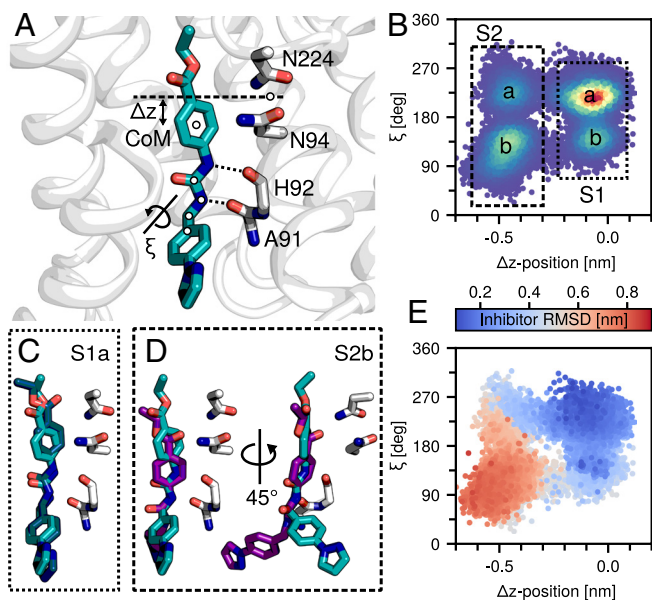 A
N224
Δz
CoM
N94
H92
A91
ξ
B
S2
a
a
b
b
S1
360
270
180
90
0
ξ [deg]
-0.5
0.0
Δz-position [nm]
C
S1a
D
S2b
45°
E
0.2
0.4
0.6
0.8
Inhibitor RMSD [nm]
360
270
180
90
0
ξ [deg]
-0.5
0.0
Δz-position [nm]